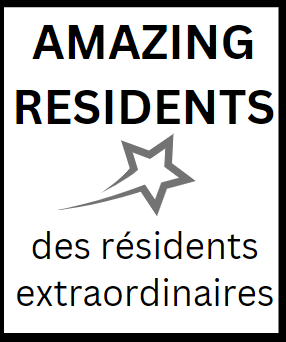 AMAZING
RESIDENTS
des résidents
extraordinaires